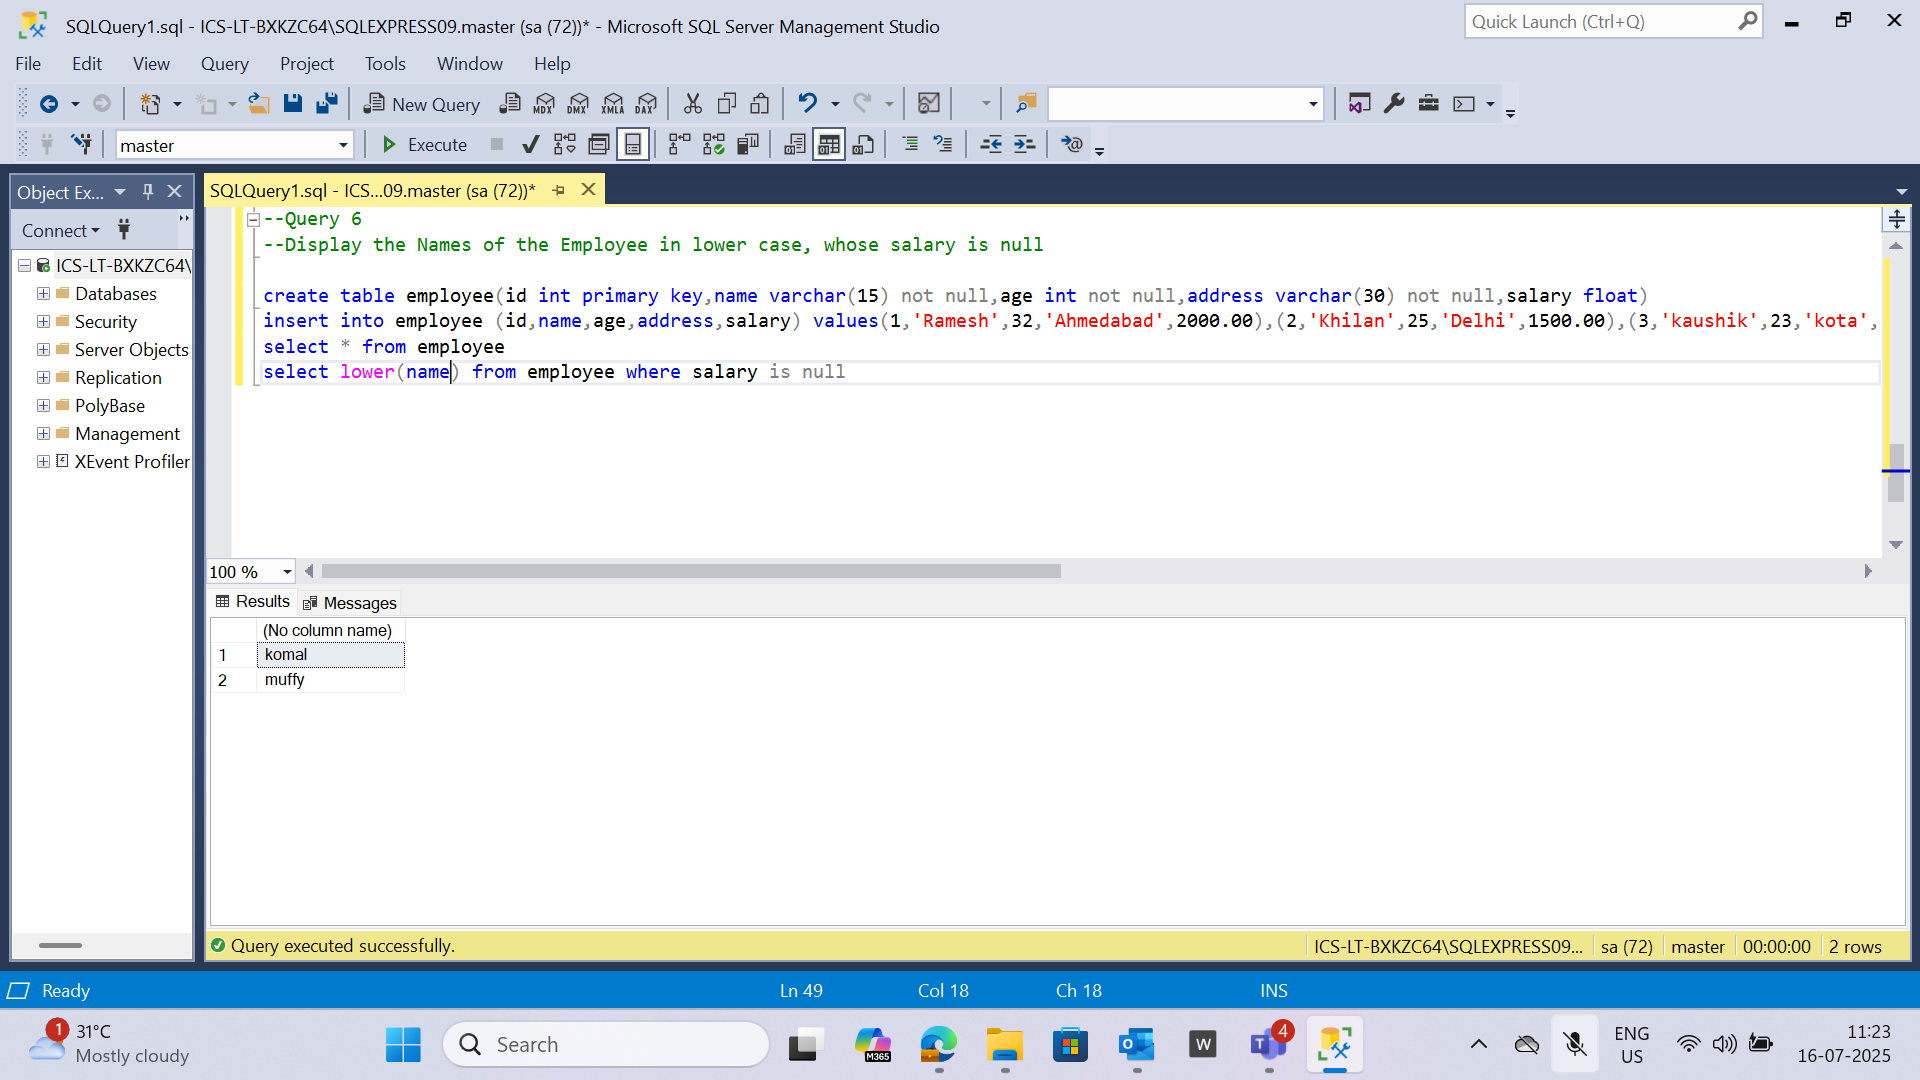 SQLQuery1.sql - ICS-LT-BXKZC64\SQLEXPRESS09.master (sa (72))* - Microsoft SQL Server Management Studio
Quick Launch (Ctrl+Q)
File Edit View Query Project Tools Window Help
New Query MDX DMX XMLA DAX
master Execute
Object Ex...
SQLQuery1.sql - ICS...09.master (sa (72))*
Connect
ICS-LT-BXKZC64\
Databases
Security
Server Objects
Replication
PolyBase
Management
XEvent Profiler
--Query 6
--Display the Names of the Employee in lower case, whose salary is null
create table employee(id int primary key,name varchar(15) not null,age int not null,address varchar(30) not null,salary float)
insert into employee (id,name,age,address,salary) values(1,'Ramesh',32,'Ahmedabad',2000.00),(2,'Khilan',25,'Delhi',1500.00),(3,'kaushik',23,'kota',
select * from employee
select lower(name) from employee where salary is null
100 %
Results Messages
(No column name)
1 komal
2 muffy
Query executed successfully.
ICS-LT-BXKZC64\SQLEXPRESS09... sa (72) master 00:00:00 2 rows
Ready Ln 49 Col 18 Ch 18 INS
1 31°C
Mostly cloudy
Search
M365
W
T 4
ENG
US
11:23
16-07-2025